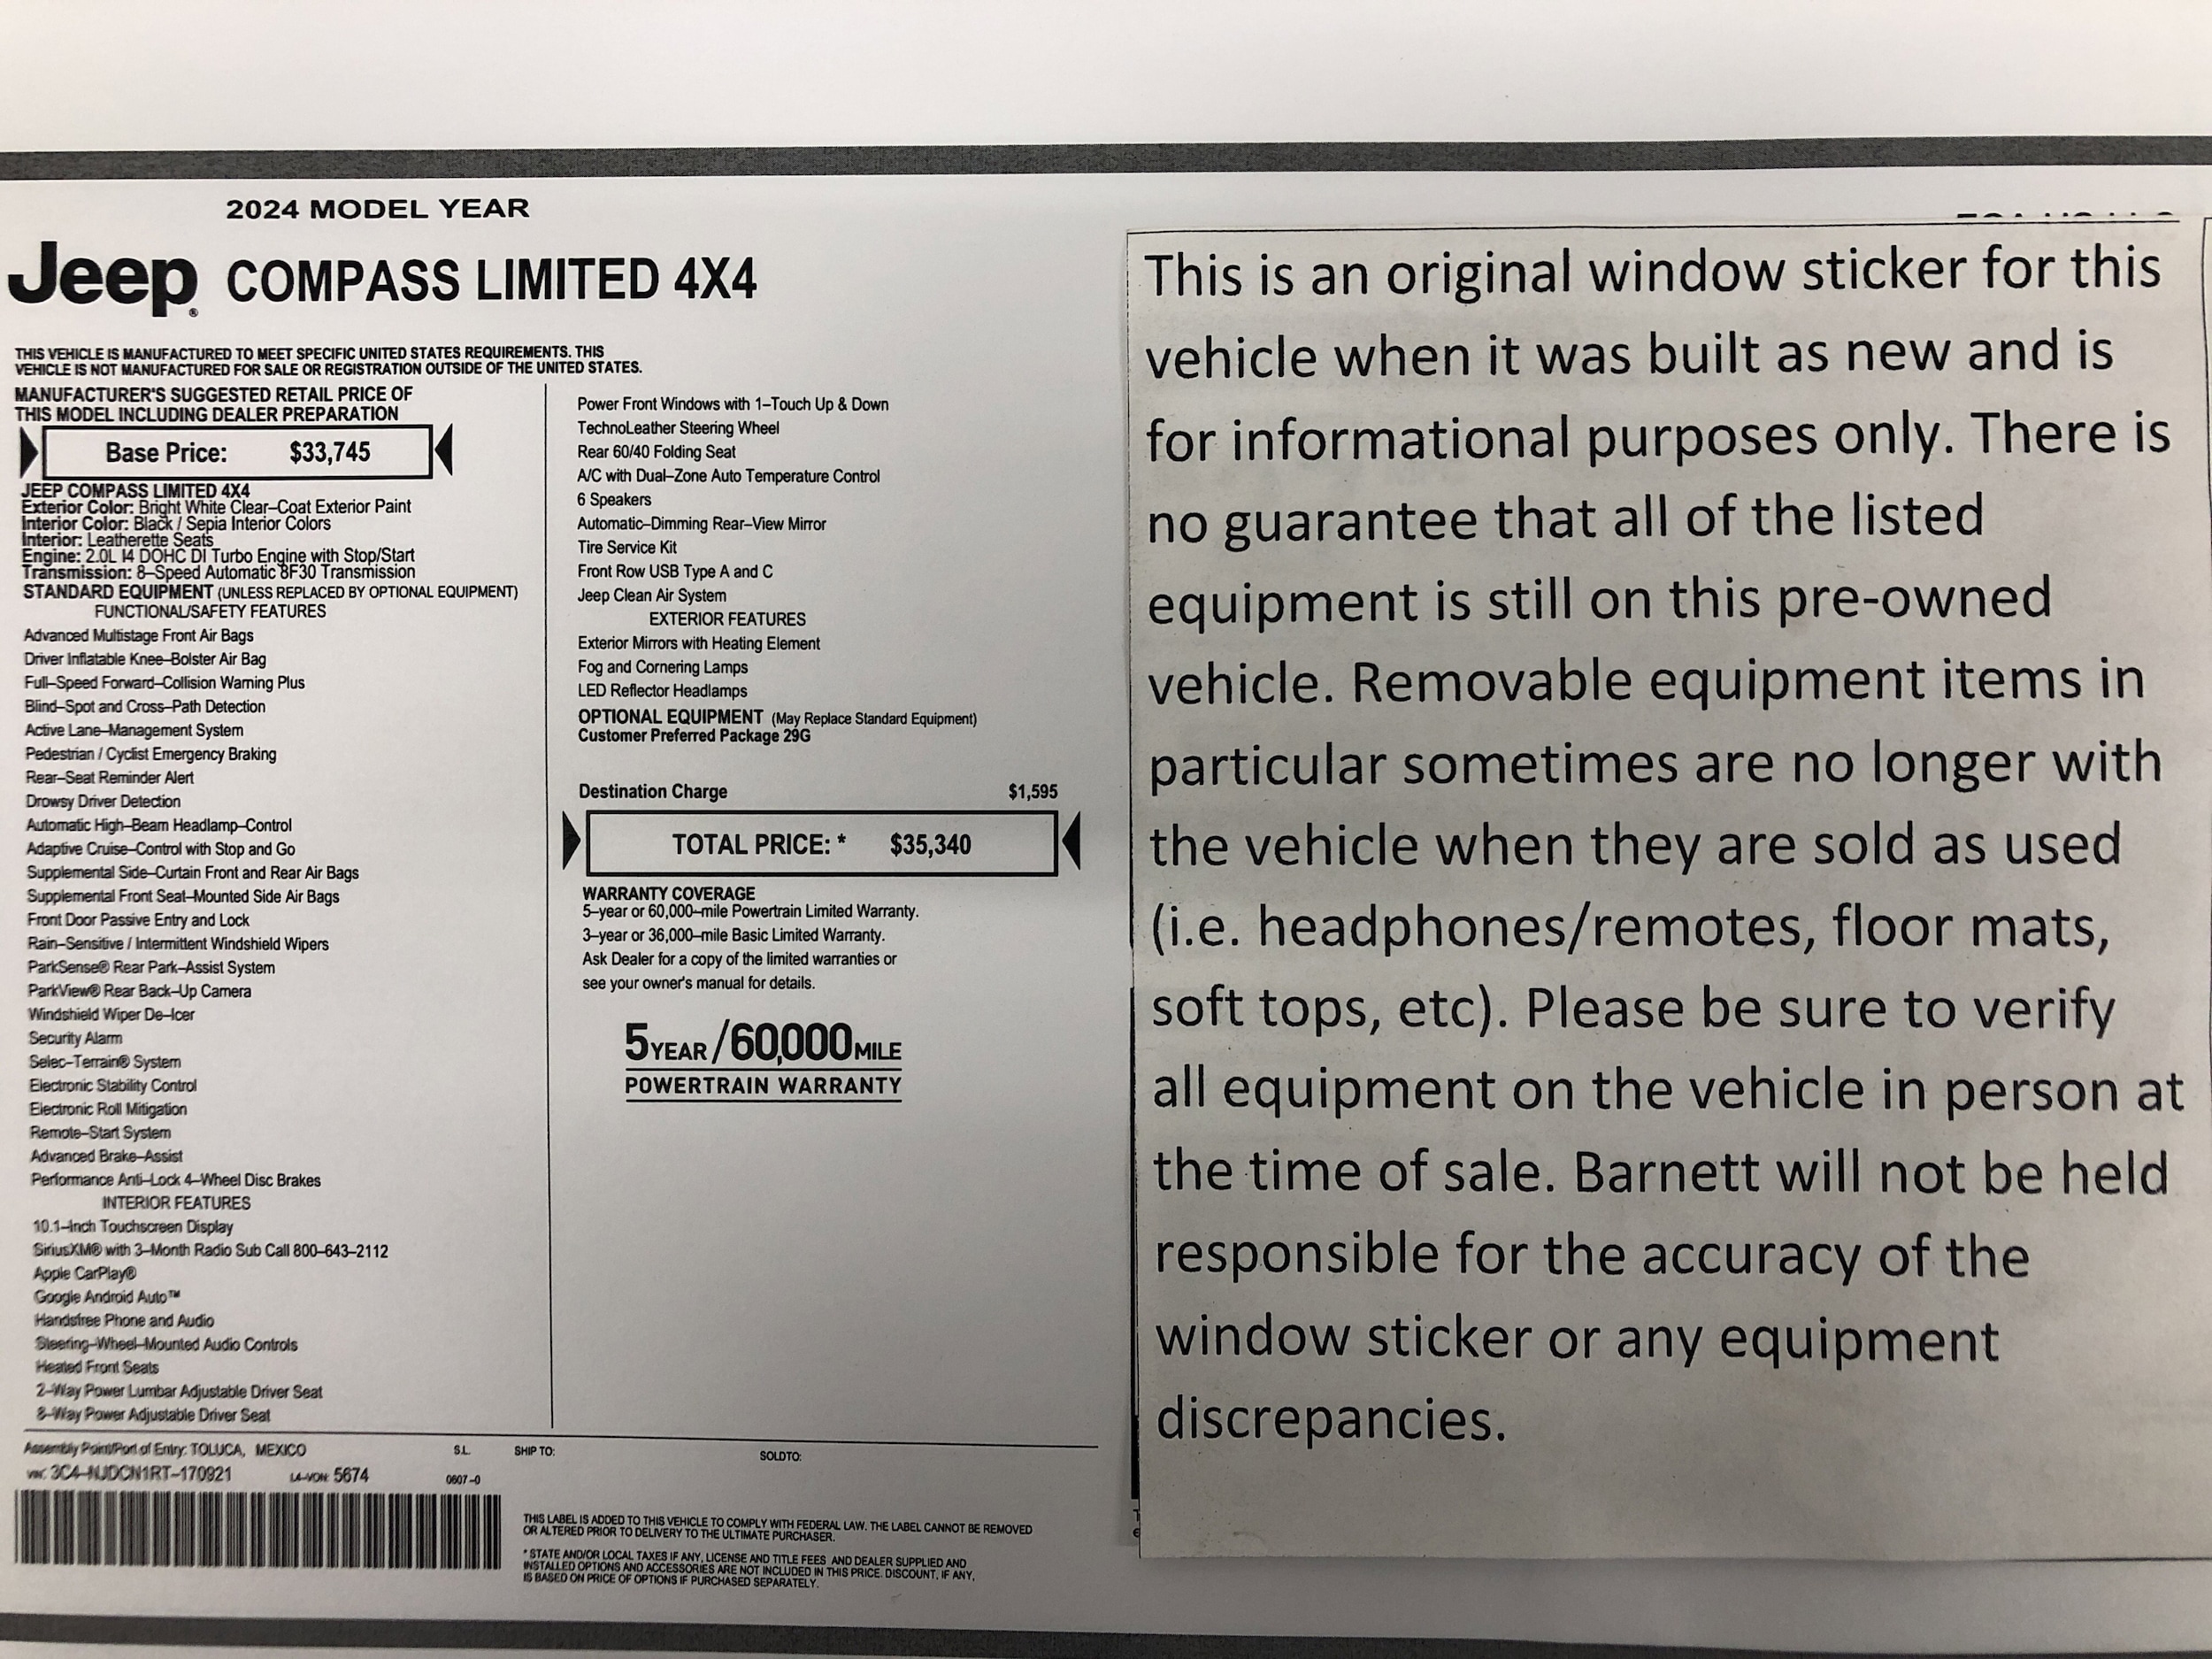 2024 MODEL YEAR
Jeep® COMPASS LIMITED 4X4
THIS VEHICLE IS MANUFACTURED TO MEET SPECIFIC UNITED STATES REQUIREMENTS. THIS
VEHICLE IS NOT MANUFACTURED FOR SALE OR REGISTRATION OUTSIDE OF THE UNITED STATES.
MANUFACTURER'S SUGGESTED RETAIL PRICE OF
THIS MODEL INCLUDING DEALER PREPARATION
Base Price: $33,745
JEEP COMPASS LIMITED 4X4
Exterior Color: Bright White Clear–Coat Exterior Paint
Interior Color: Black / Sepia Interior Colors
Interior: Leatherette Seats
Engine: 2.0L I4 DOHC DI Turbo Engine with Stop/Start
Transmission: 8–Speed Automatic 8F30 Transmission
STANDARD EQUIPMENT (UNLESS REPLACED BY OPTIONAL EQUIPMENT)
FUNCTIONAL/SAFETY FEATURES
Advanced Multistage Front Air Bags
Driver Inflatable Knee–Bolster Air Bag
Full–Speed Forward–Collision Warning Plus
Blind–Spot and Cross–Path Detection
Active Lane–Management System
Pedestrian / Cyclist Emergency Braking
Rear–Seat Reminder Alert
Drowsy Driver Detection
Automatic High–Beam Headlamp–Control
Adaptive Cruise–Control with Stop and Go
Supplemental Side–Curtain Front and Rear Air Bags
Supplemental Front Seat–Mounted Side Air Bags
Front Door Passive Entry and Lock
Rain–Sensitive / Intermittent Windshield Wipers
ParkSense® Rear Park–Assist System
ParkView® Rear Back–Up Camera
Windshield Wiper De–Icer
Security Alarm
Selec–Terrain® System
Electronic Stability Control
Electronic Roll Mitigation
Remote–Start System
Advanced Brake–Assist
Performance Anti–Lock 4–Wheel Disc Brakes
INTERIOR FEATURES
10.1–Inch Touchscreen Display
SiriusXM® with 3–Month Radio Sub Call 800–643–2112
Apple CarPlay®
Google Android Auto™
Handsfree Phone and Audio
Steering–Wheel–Mounted Audio Controls
Heated Front Seats
2–Way Power Lumbar Adjustable Driver Seat
8–Way Power Adjustable Driver Seat
Power Front Windows with 1–Touch Up & Down
TechnoLeather Steering Wheel
Rear 60/40 Folding Seat
A/C with Dual–Zone Auto Temperature Control
6 Speakers
Automatic–Dimming Rear–View Mirror
Tire Service Kit
Front Row USB Type A and C
Jeep Clean Air System
EXTERIOR FEATURES
Exterior Mirrors with Heating Element
Fog and Cornering Lamps
LED Reflector Headlamps
OPTIONAL EQUIPMENT (May Replace Standard Equipment)
Customer Preferred Package 29G
Destination Charge $1,595
TOTAL PRICE: * $35,340
WARRANTY COVERAGE
5–year or 60,000–mile Powertrain Limited Warranty.
3–year or 36,000–mile Basic Limited Warranty.
Ask Dealer for a copy of the limited warranties or
see your owner's manual for details.
5 YEAR / 60,000 MILE
POWERTRAIN WARRANTY
Assembly Point/Port of Entry: TOLUCA, MEXICO
S.L. SHIP TO: SOLD TO:
VIN: 3C4–NJDCN1RT–170921 L4–VON: 5674 0607–0
THIS LABEL IS ADDED TO THIS VEHICLE TO COMPLY WITH FEDERAL LAW. THE LABEL CANNOT BE REMOVED
OR ALTERED PRIOR TO DELIVERY TO THE ULTIMATE PURCHASER.
* STATE AND/OR LOCAL TAXES IF ANY, LICENSE AND TITLE FEES AND DEALER SUPPLIED AND
INSTALLED OPTIONS AND ACCESSORIES ARE NOT INCLUDED IN THIS PRICE. DISCOUNT, IF ANY,
IS BASED ON PRICE OF OPTIONS IF PURCHASED SEPARATELY.
This is an original window sticker for this
vehicle when it was built as new and is
for informational purposes only. There is
no guarantee that all of the listed
equipment is still on this pre-owned
vehicle. Removable equipment items in
particular sometimes are no longer with
the vehicle when they are sold as used
(i.e. headphones/remotes, floor mats,
soft tops, etc). Please be sure to verify
all equipment on the vehicle in person at
the time of sale. Barnett will not be held
responsible for the accuracy of the
window sticker or any equipment
discrepancies.